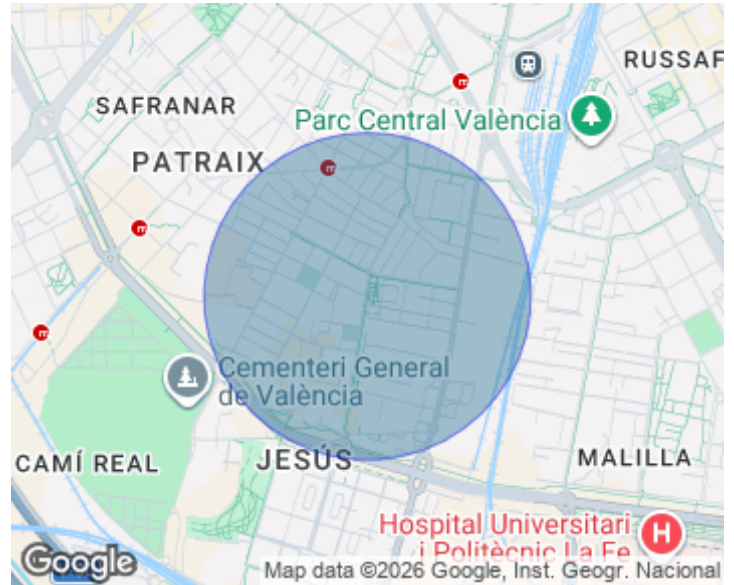 RUSSAF
SAFRANAR
Parc Central València
PATRAIX
Cementeri General
de València
CAMÍ REAL
JESÚS
MALILLA
Hospital Universitari
i Politècnic La Fe
H
Google
Map data ©2026 Google, Inst. Geogr. Nacional